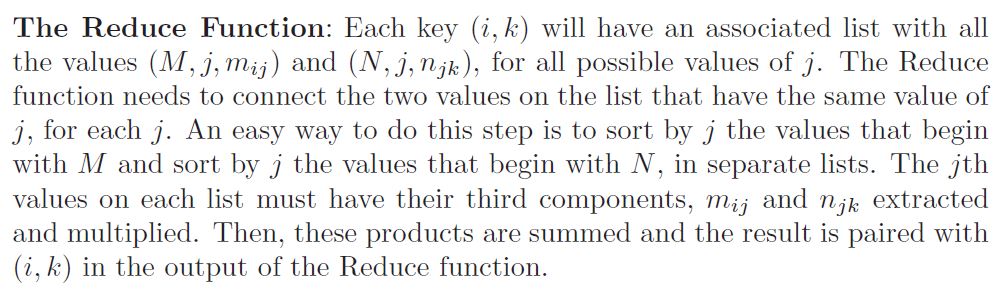 The Reduce Function: Each key (i, k) will have an associated list with all
the values (M, j, m_{ij}) and (N, j, n_{jk}), for all possible values of j. The Reduce
function needs to connect the two values on the list that have the same value of
j, for each j. An easy way to do this step is to sort by j the values that begin
with M and sort by j the values that begin with N, in separate lists. The jth
values on each list must have their third components, m_{ij} and n_{jk} extracted
and multiplied. Then, these products are summed and the result is paired with
(i, k) in the output of the Reduce function.